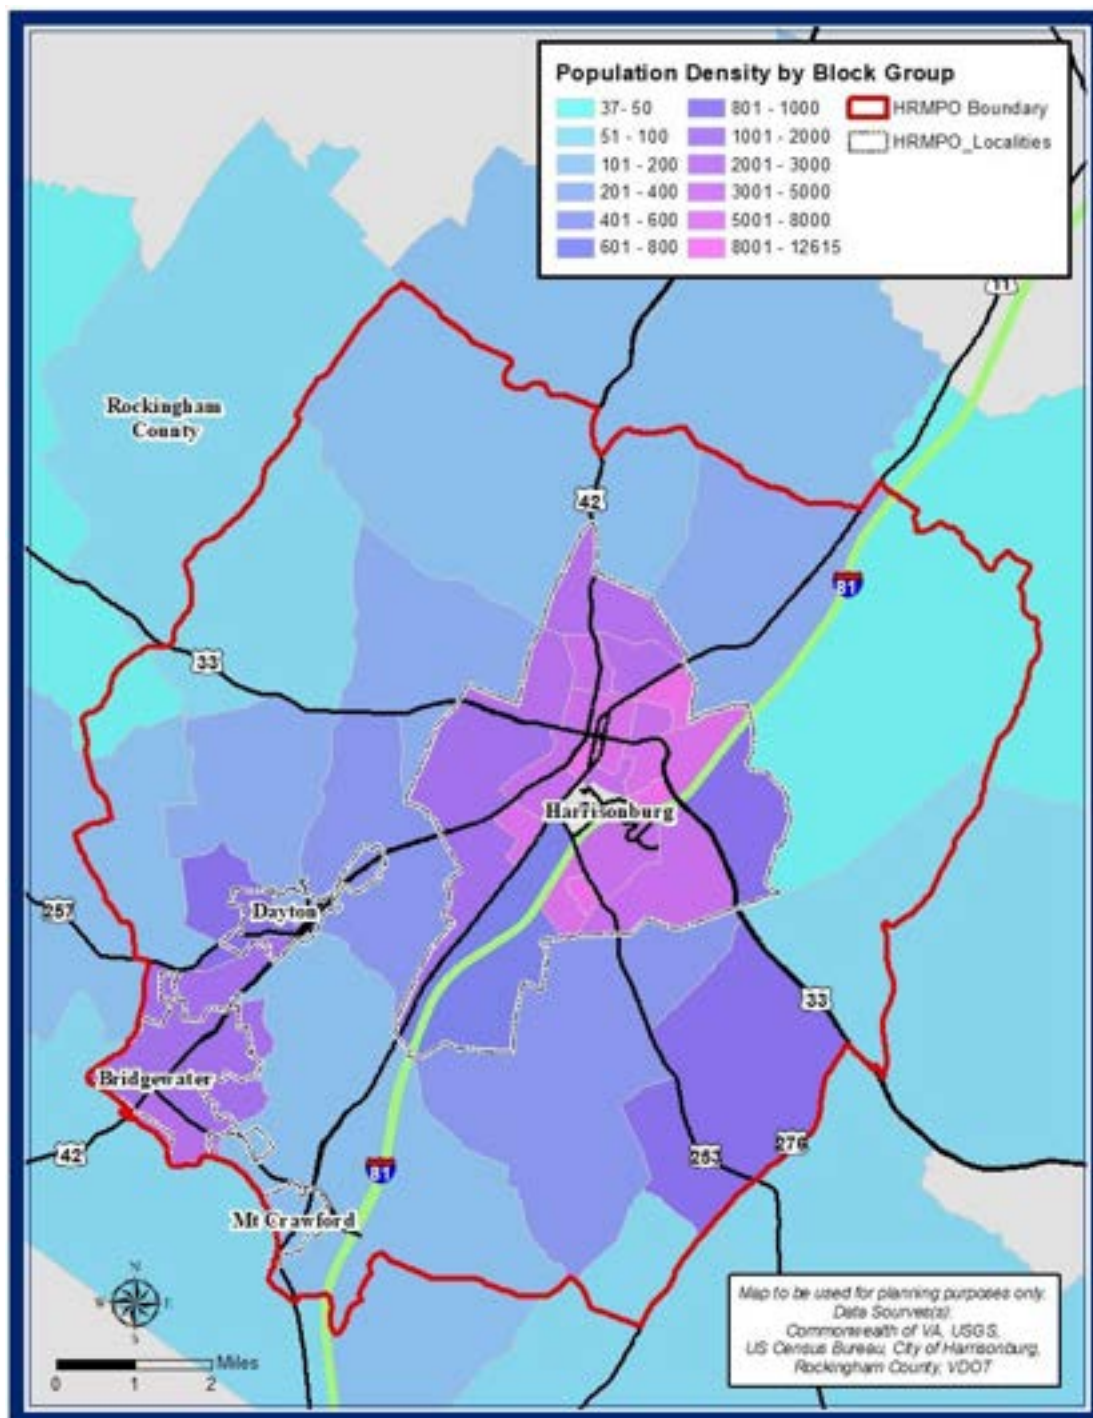 Population Density by Block Group
37- 50
51 - 100
101 - 200
201 - 400
401 - 600
601 - 800
801 - 1000
1001 - 2000
2001 - 3000
3001 - 5000
5001 - 8000
8001 - 12615
HRMPO Boundary
HRMPO_Localities
11
Rockingham
County
42
81
33
Harrisonburg
Dayton
257
33
Bridgewater
42
81
253
276
Mt Crawford
N
W
E
S
Miles
0
1
2
Map to be used for planning purposes only.
Data Sourves(s):
Commonwealth of VA, USGS,
US Census Bureau, City of Harrisonburg,
Rockingham County, VDOT